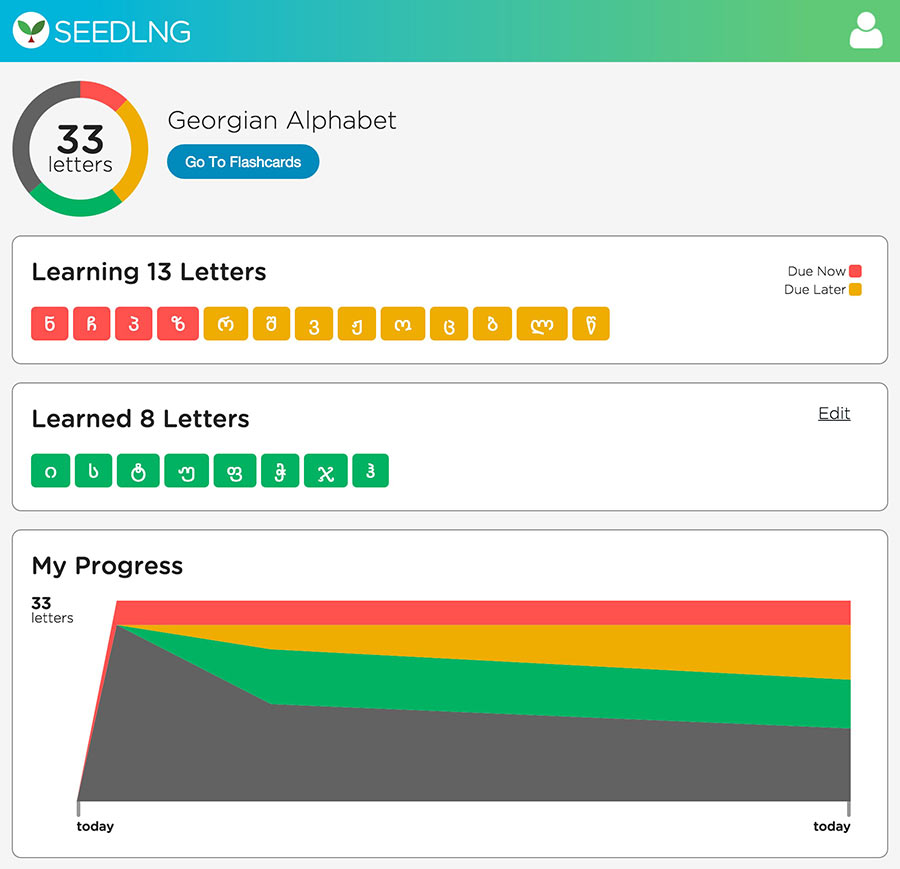 SEEDLNG
33
letters
Georgian Alphabet
Go To Flashcards
Learning 13 Letters
Due Now
Due Later
ნ ჩ პ ზ რ შ ვ ჟ ო ც ბ ლ წ
Learned 8 Letters
Edit
ი ს ტ უ ფ ჭ ჯ ჰ
My Progress
33
letters
today today